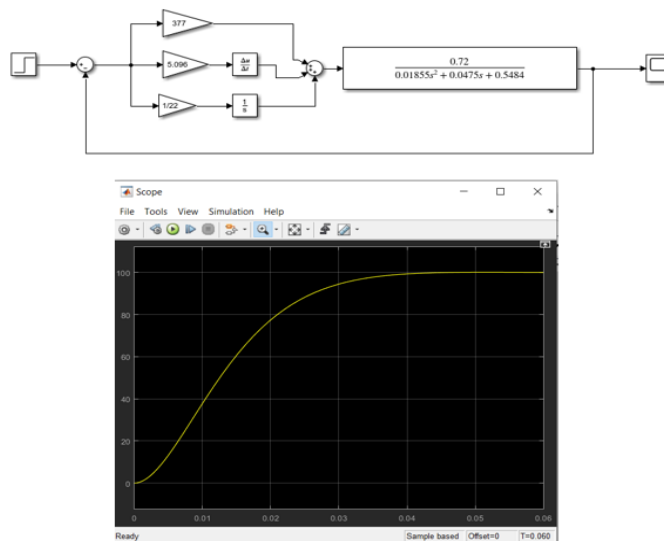 377
+
−
5.096
Δu
Δt
+
+
+
1/22
1
s
0.72
0.01855s² + 0.0475s + 0.5484
Scope
File Tools View Simulation Help
100
80
60
40
20
0
0 0.01 0.02 0.03 0.04 0.05 0.06
Ready Sample based Offset=0 T=0.060